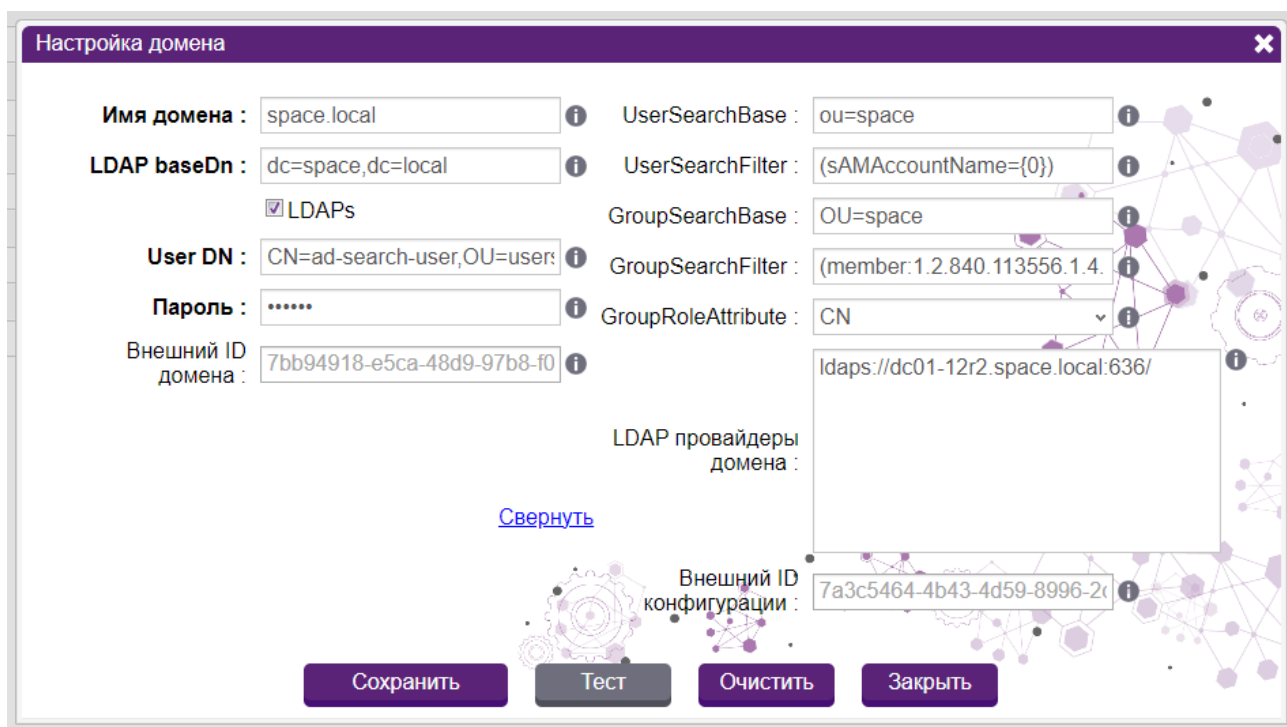 Настройка домена
Имя домена : space.local
LDAP baseDn : dc=space,dc=local
LDAPs
User DN : CN=ad-search-user,OU=users
Пароль : ••••••
Внешний ID
домена : 7bb94918-e5ca-48d9-97b8-f0
UserSearchBase : ou=space
UserSearchFilter : (sAMAccountName={0})
GroupSearchBase : OU=space
GroupSearchFilter : (member:1.2.840.113556.1.4.
GroupRoleAttribute : CN
LDAP провайдеры
домена :
ldaps://dc01-12r2.space.local:636/
Свернуть
Внешний ID
конфигурации : 7a3c5464-4b43-4d59-8996-2c
Сохранить
Тест
Очистить
Закрыть